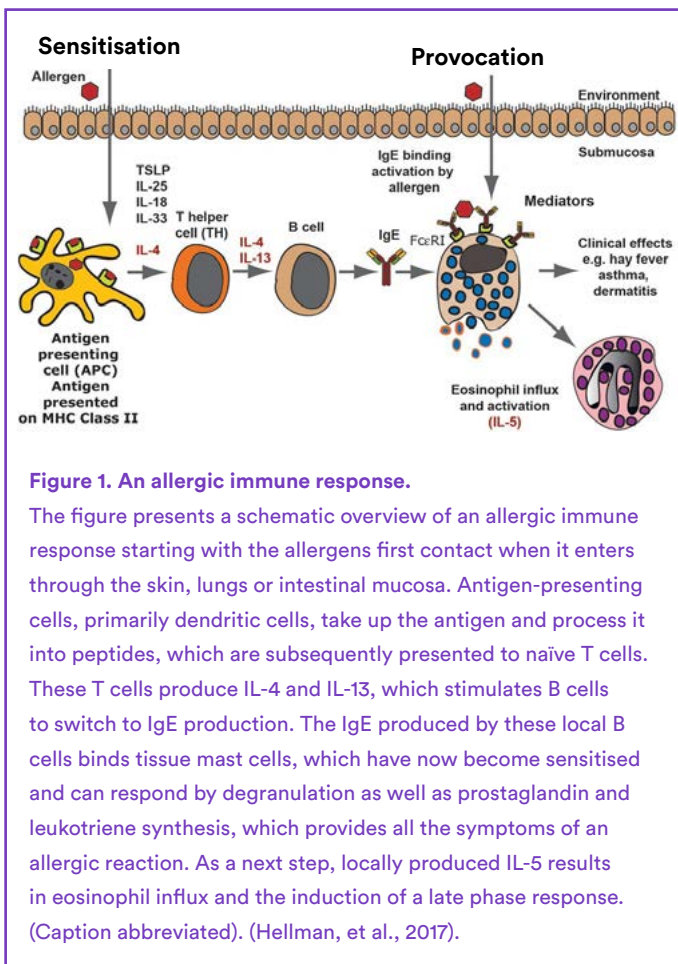 Sensitisation
Provocation
Allergen
Environment
Submucosa
TSLP
IL-25
IL-18
IL-33
IL-4
T helper
cell (TH)
IL-4
IL-13
B cell
IgE
IgE binding
activation by
allergen
FcεRI
Mediators
Clinical effects
e.g. hay fever
asthma,
dermatitis
Antigen
presenting
cell (APC)
Antigen
presented
on MHC Class II
Eosinophil influx
and activation
(IL-5)
Figure 1. An allergic immune response.
The figure presents a schematic overview of an allergic immune
response starting with the allergens first contact when it enters
through the skin, lungs or intestinal mucosa. Antigen-presenting
cells, primarily dendritic cells, take up the antigen and process it
into peptides, which are subsequently presented to naïve T cells.
These T cells produce IL-4 and IL-13, which stimulates B cells
to switch to IgE production. The IgE produced by these local B
cells binds tissue mast cells, which have now become sensitised
and can respond by degranulation as well as prostaglandin and
leukotriene synthesis, which provides all the symptoms of an
allergic reaction. As a next step, locally produced IL-5 results
in eosinophil influx and the induction of a late phase response.
(Caption abbreviated). (Hellman, et al., 2017).